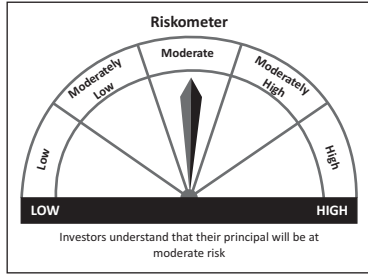 Riskometer
Moderate
Moderately
Low
Moderately
High
Low
High
LOW HIGH
Investors understand that their principal will be at
moderate risk